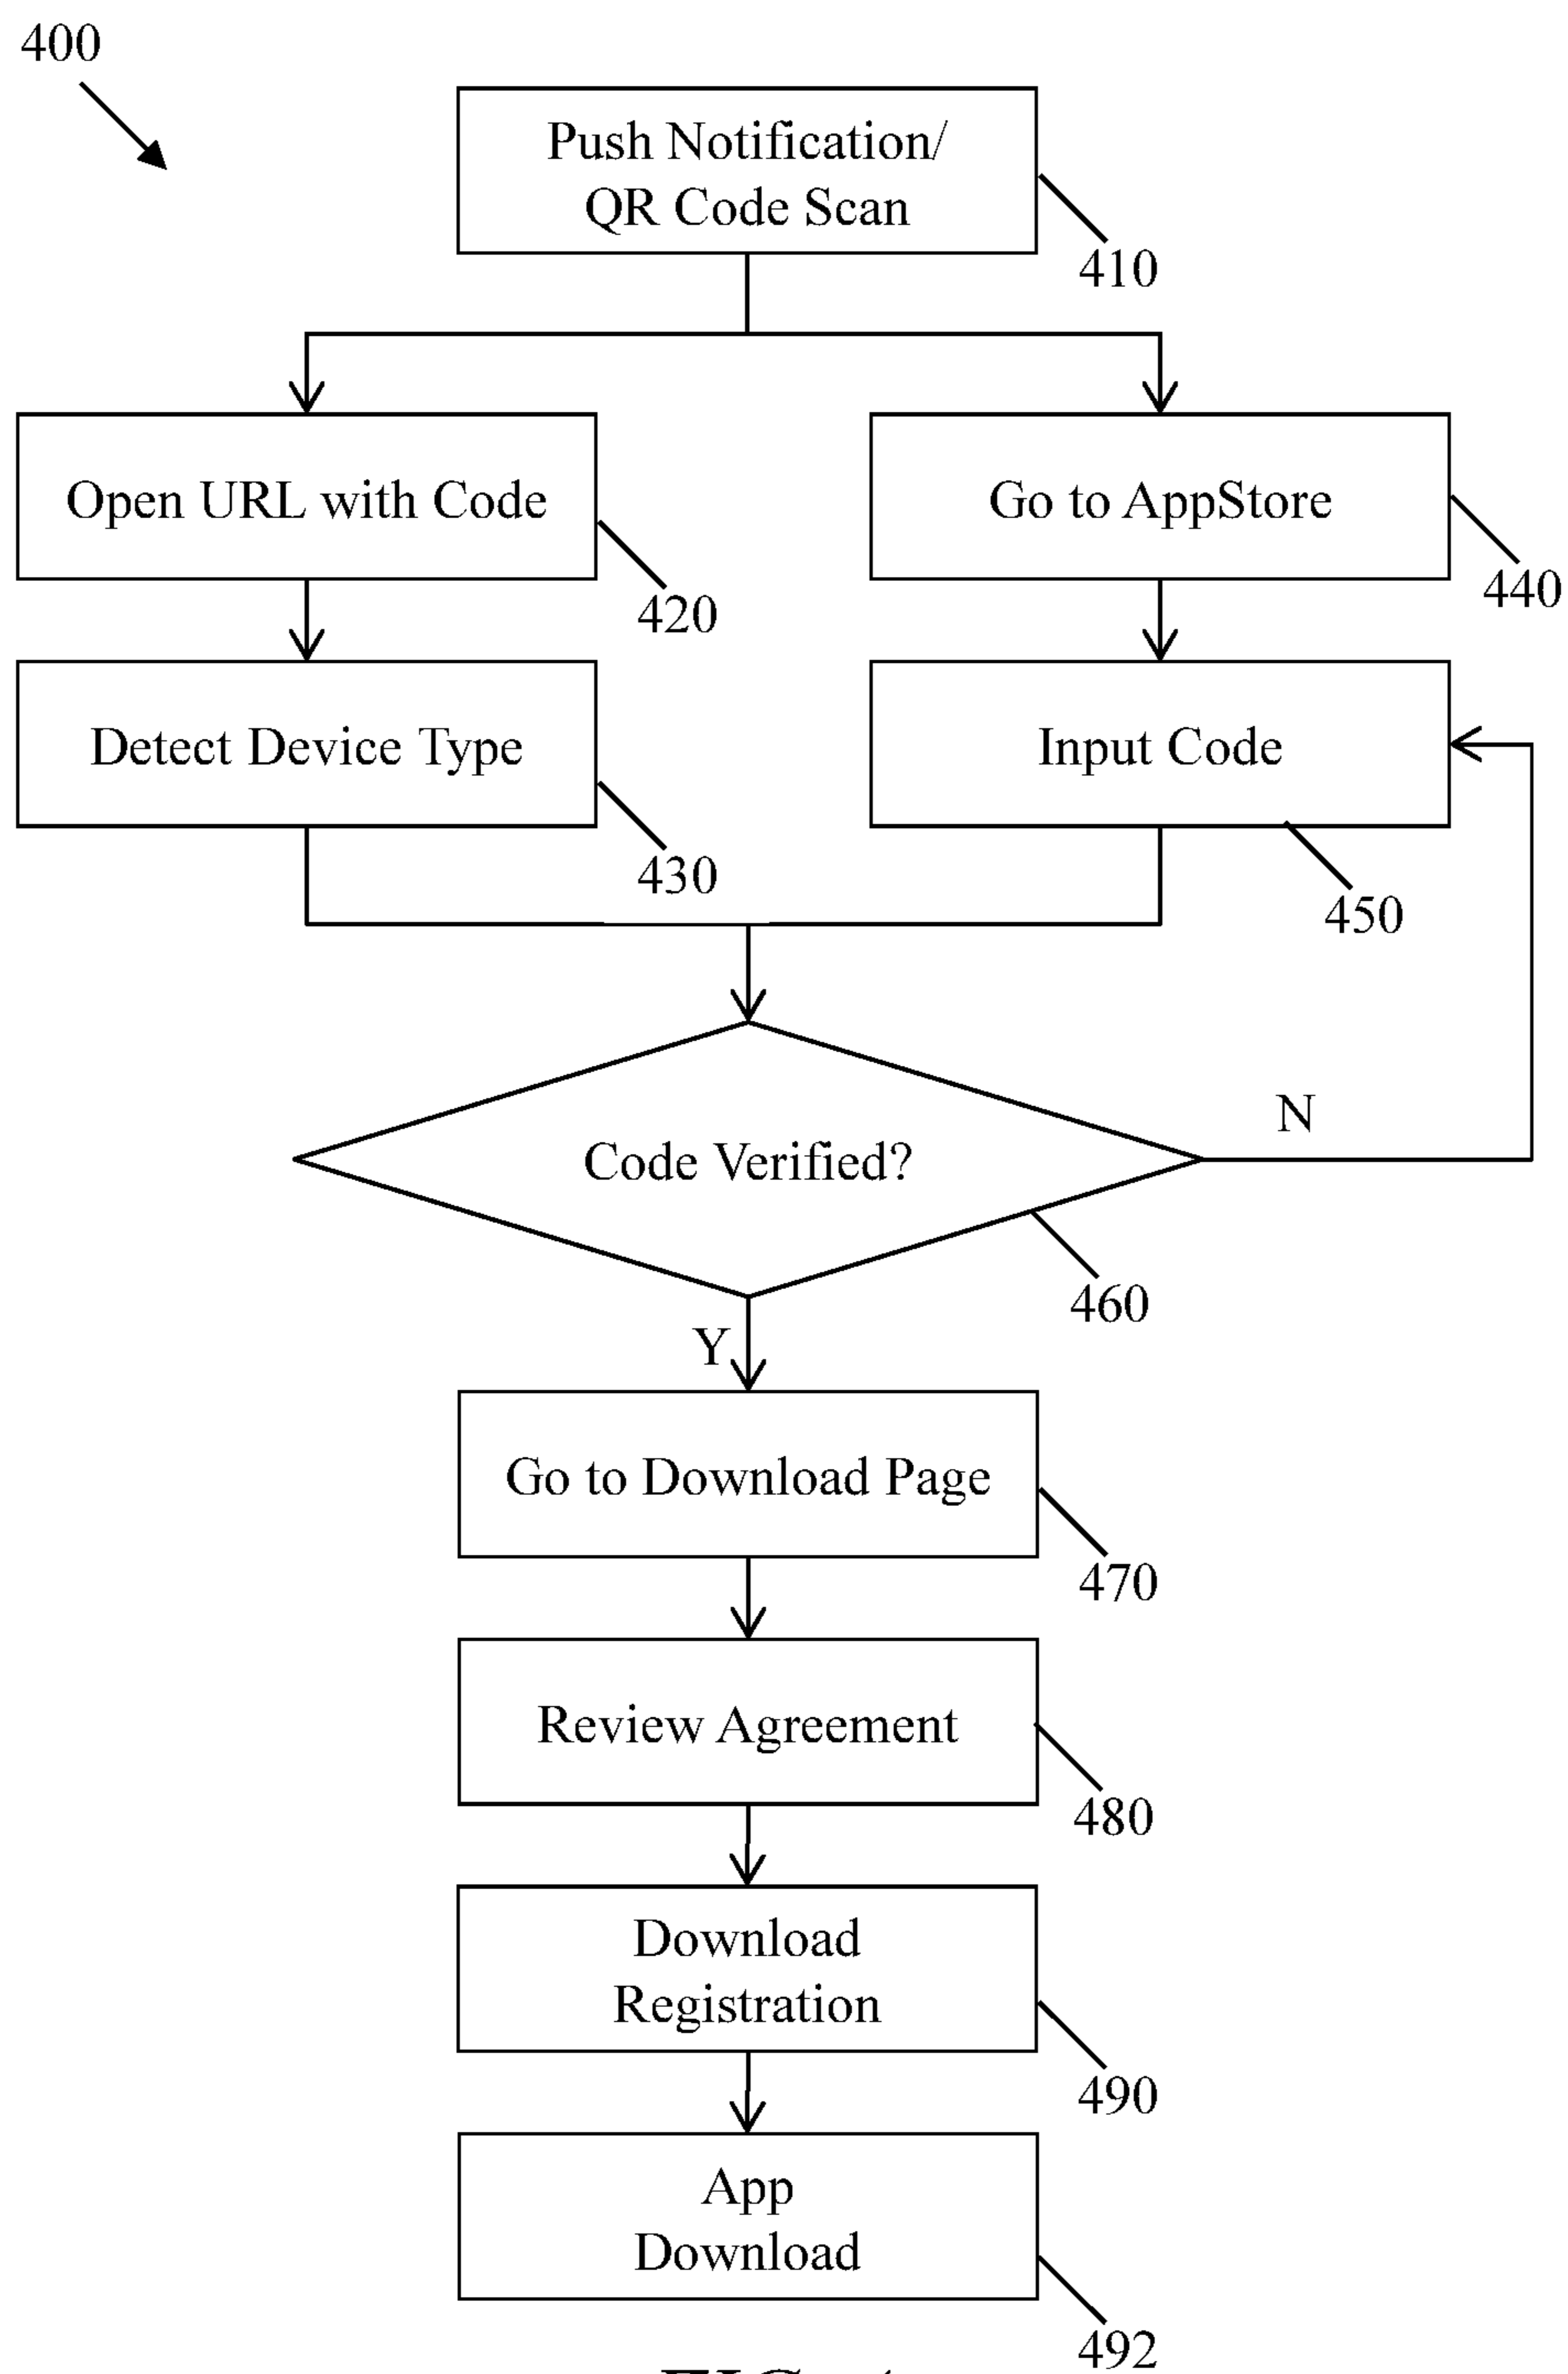 400
Push Notification/
QR Code Scan
410
Open URL with Code
420
Go to AppStore
440
Detect Device Type
430
Input Code
450
Code Verified?
N
460
Y
Go to Download Page
470
Review Agreement
480
Download
Registration
490
App
Download
492